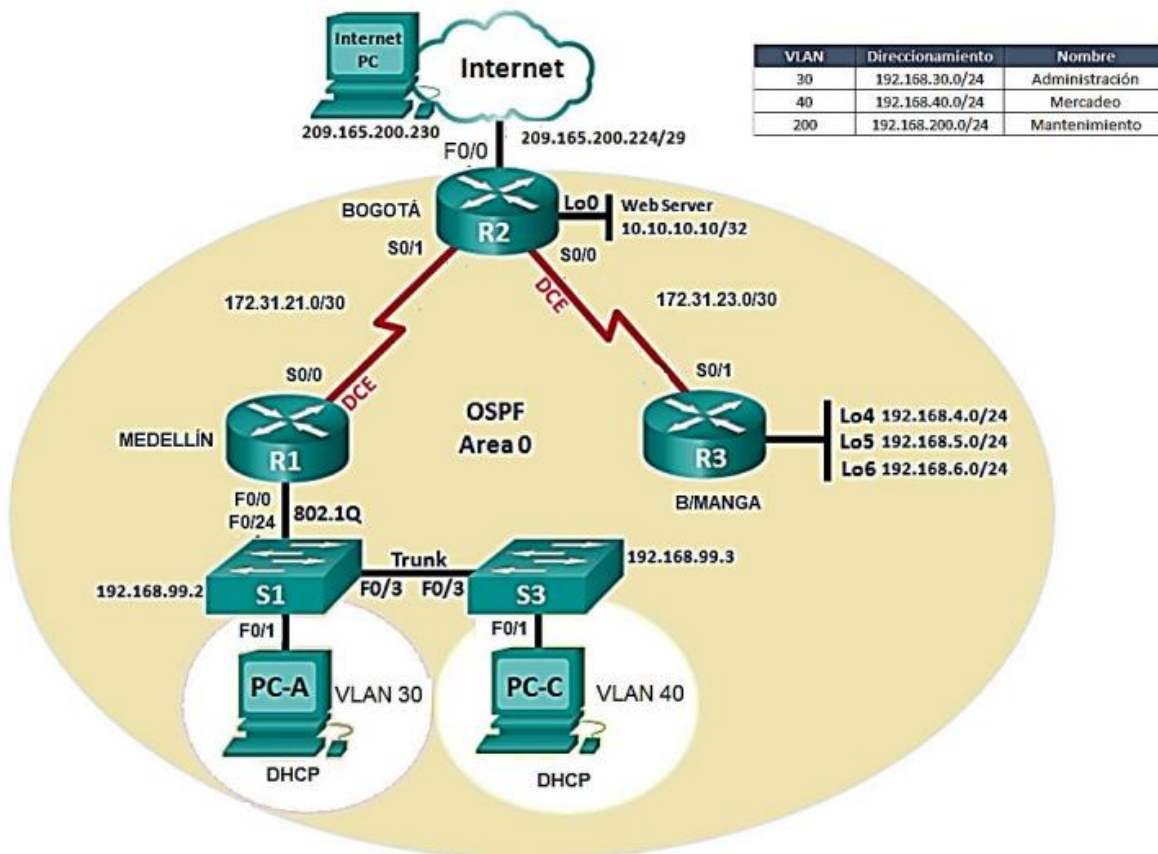 Internet
PC
Internet
209.165.200.230
209.165.200.224/29
VLAN Direccionamiento Nombre
30 192.168.30.0/24 Administración
40 192.168.40.0/24 Mercadeo
200 192.168.200.0/24 Mantenimiento
F0/0
BOGOTÁ
R2
Lo0
Web Server
10.10.10.10/32
S0/1
S0/0
DCE
172.31.21.0/30
172.31.23.0/30
S0/0
DCE
S0/1
OSPF
Area 0
MEDELLÍN
R1
R3
B/MANGA
Lo4 192.168.4.0/24
Lo5 192.168.5.0/24
Lo6 192.168.6.0/24
F0/0
F0/24
802.1Q
Trunk
192.168.99.2
S1
F0/3
F0/3
S3
192.168.99.3
F0/1
F0/1
PC-A
VLAN 30
DHCP
PC-C
VLAN 40
DHCP